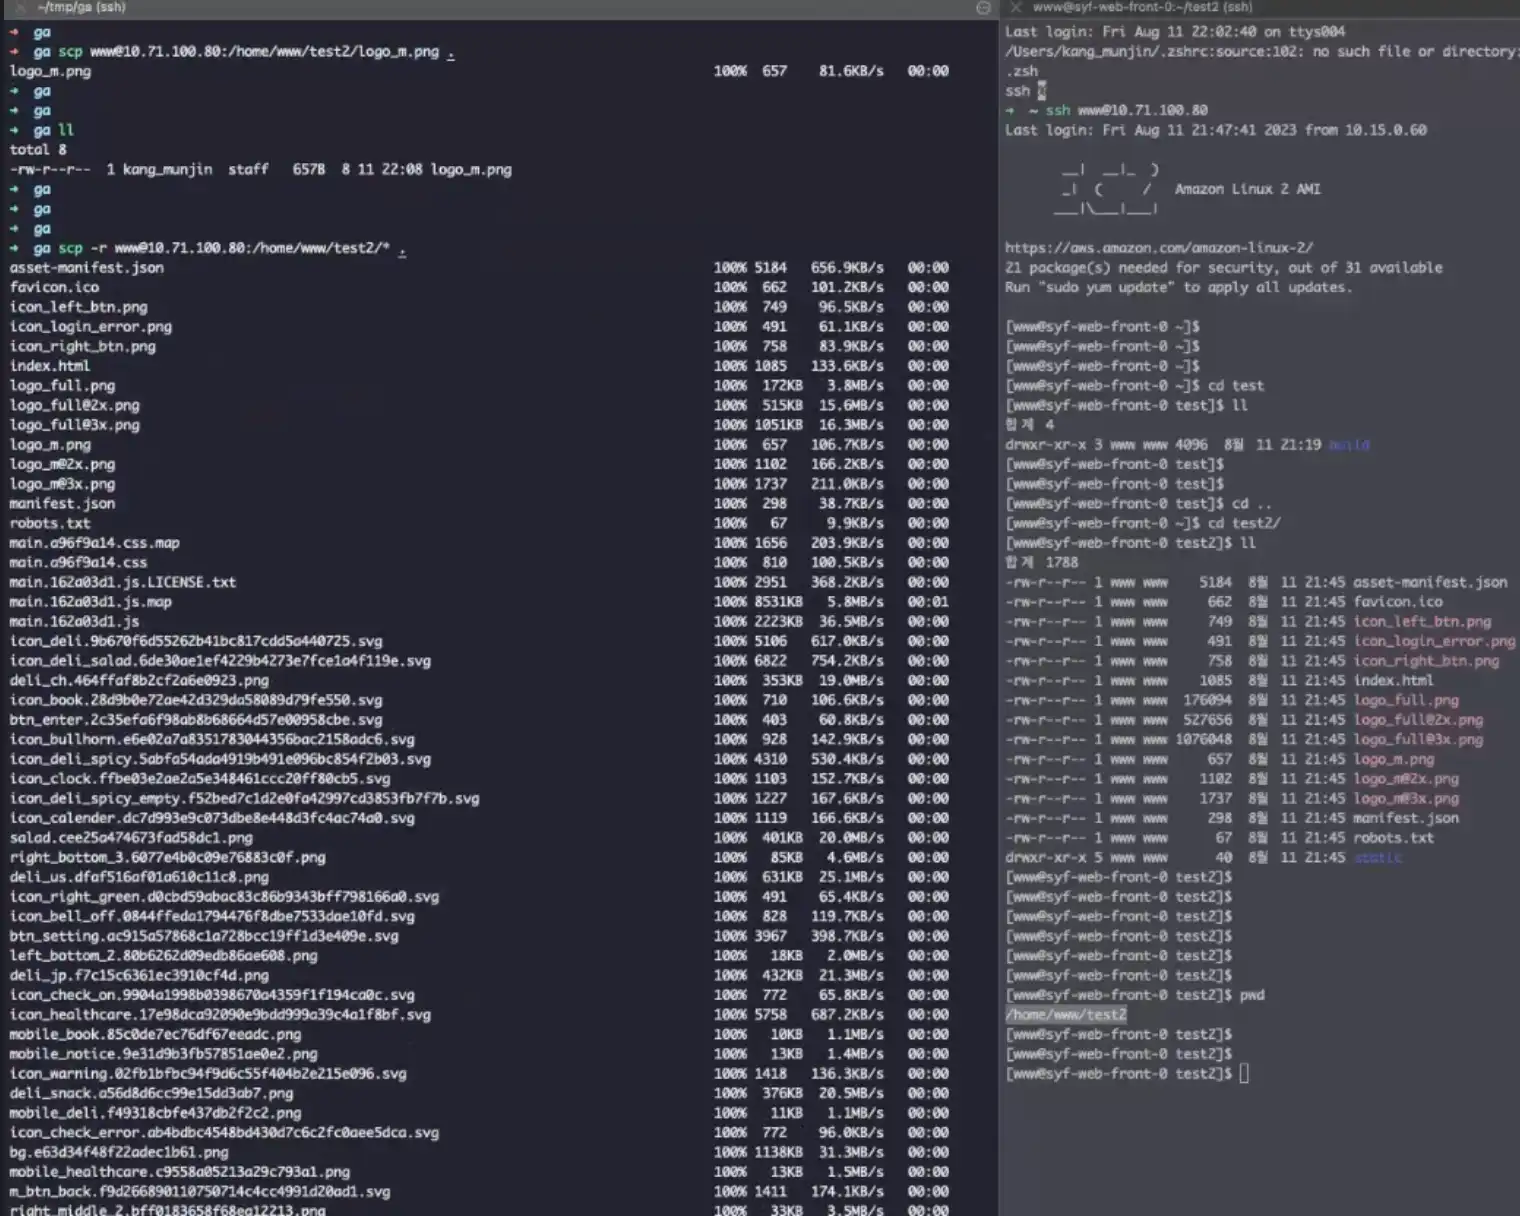 ~/tmp/ga (ssh)
➜ ga
➜ ga scp www@10.71.100.80:/home/www/test2/logo_m.png .
logo_m.png 100% 657 81.6KB/s 00:00
➜ ga
➜ ga
➜ ga ll
total 8
-rw-r--r-- 1 kang_munjin staff 657B 8 11 22:08 logo_m.png
➜ ga
➜ ga
➜ ga
➜ ga scp -r www@10.71.100.80:/home/www/test2/* .
asset-manifest.json 100% 5184 656.9KB/s 00:00
favicon.ico 100% 662 101.2KB/s 00:00
icon_left_btn.png 100% 749 96.5KB/s 00:00
icon_login_error.png 100% 491 61.1KB/s 00:00
icon_right_btn.png 100% 758 83.9KB/s 00:00
index.html 100% 1085 133.6KB/s 00:00
logo_full.png 100% 172KB 3.8MB/s 00:00
logo_full@2x.png 100% 515KB 15.6MB/s 00:00
logo_full@3x.png 100% 1051KB 16.3MB/s 00:00
logo_m.png 100% 657 106.7KB/s 00:00
logo_m@2x.png 100% 1102 166.2KB/s 00:00
logo_m@3x.png 100% 1737 211.0KB/s 00:00
manifest.json 100% 298 38.7KB/s 00:00
robots.txt 100% 67 9.9KB/s 00:00
main.a96f9a14.css.map 100% 1656 203.9KB/s 00:00
main.a96f9a14.css 100% 810 100.5KB/s 00:00
main.162a03d1.js.LICENSE.txt 100% 2951 368.2KB/s 00:00
main.162a03d1.js.map 100% 8531KB 5.8MB/s 00:01
main.162a03d1.js 100% 2223KB 36.5MB/s 00:00
icon_deli.9b670f6d55262b41bc817cdd5a440725.svg 100% 5106 617.0KB/s 00:00
icon_deli_salad.6de30ae1ef4229b4273e7fce1a4f119e.svg 100% 6822 754.2KB/s 00:00
deli_ch.464ffaf8b2cf2a6e0923.png 100% 353KB 19.0MB/s 00:00
icon_book.28d9b0e72ae42d329da58089d79fe550.svg 100% 710 106.6KB/s 00:00
btn_enter.2c35efa6f98ab8b68664d57e00958cbe.svg 100% 403 60.8KB/s 00:00
icon_bullhorn.e6e02a7a8351783044356bac2158adc6.svg 100% 928 142.9KB/s 00:00
icon_deli_spicy.5abfa54ada4919b491e096bc854f2b03.svg 100% 4310 530.4KB/s 00:00
icon_clock.ffbe03e2ae2a5e348461ccc20ff80cb5.svg 100% 1103 152.7KB/s 00:00
icon_deli_spicy_empty.f52bed7c1d2e0fa42997cd3853fb7f7b.svg 100% 1227 167.6KB/s 00:00
icon_calender.dc7d993e9c073dbe8e448d3fc4ac74a0.svg 100% 1119 166.6KB/s 00:00
salad.cee25a474673fad58dc1.png 100% 401KB 20.0MB/s 00:00
right_bottom_3.6077e4b0c09e76883c0f.png 100% 85KB 4.6MB/s 00:00
deli_us.dfaf516af01a610c11c8.png 100% 631KB 25.1MB/s 00:00
icon_right_green.d0cbd59abac83c86b9343bff798166a0.svg 100% 491 65.4KB/s 00:00
icon_bell_off.0844ffeda1794476f8dbe7533dae10fd.svg 100% 828 119.7KB/s 00:00
btn_setting.ac915a57868c1a728bcc19ff1d3e409e.svg 100% 3967 398.7KB/s 00:00
left_bottom_2.80b6262d09edb86ae608.png 100% 18KB 2.0MB/s 00:00
deli_jp.f7c15c6361ec3910cf4d.png 100% 432KB 21.3MB/s 00:00
icon_check_on.9904a1998b0398670a4359f1f194ca0c.svg 100% 772 65.8KB/s 00:00
icon_healthcare.17e98dca92090e9bdd999a39c4a1f8bf.svg 100% 5758 687.2KB/s 00:00
mobile_book.85c0de7ec76df67eeadc.png 100% 10KB 1.1MB/s 00:00
mobile_notice.9e31d9b3fb57851ae0e2.png 100% 13KB 1.4MB/s 00:00
icon_warning.02fb1bfbc94f9d6c55f404b2e215e096.svg 100% 1418 136.3KB/s 00:00
deli_snack.a56d8d6cc99e15dd3ab7.png 100% 376KB 20.5MB/s 00:00
mobile_deli.f49318cbfe437db2f2c2.png 100% 11KB 1.1MB/s 00:00
icon_check_error.ab4bdbc4548bd430d7c6c2fc0aee5dca.svg 100% 772 96.0KB/s 00:00
bg.e63d34f48f22adec1b61.png 100% 1138KB 31.3MB/s 00:00
mobile_healthcare.c9558a05213a29c793a1.png 100% 13KB 1.5MB/s 00:00
m_btn_back.f9d266890110750714c4cc4991d20ad1.svg 100% 1411 174.1KB/s 00:00
right_middle_2.bff0183658f68ea12213.png 100% 33KB 3.5MB/s 00:00
www@syf-web-front-0:~/test2 (ssh)
Last login: Fri Aug 11 22:02:40 on ttys004
/Users/kang_munjin/.zshrc:source:102: no such file or directory:
.zsh
ssh
➜ ~ ssh www@10.71.100.80
Last login: Fri Aug 11 21:47:41 2023 from 10.15.0.60
__| __|_ )
_| ( / Amazon Linux 2 AMI
___|\___|___|
https://aws.amazon.com/amazon-linux-2/
21 package(s) needed for security, out of 31 available
Run "sudo yum update" to apply all updates.
[www@syf-web-front-0 ~]$
[www@syf-web-front-0 ~]$
[www@syf-web-front-0 ~]$
[www@syf-web-front-0 ~]$ cd test
[www@syf-web-front-0 test]$ ll
합계 4
drwxr-xr-x 3 www www 4096 8월 11 21:19 build
[www@syf-web-front-0 test]$
[www@syf-web-front-0 test]$
[www@syf-web-front-0 test]$ cd ..
[www@syf-web-front-0 ~]$ cd test2/
[www@syf-web-front-0 test2]$ ll
합계 1788
-rw-r--r-- 1 www www 5184 8월 11 21:45 asset-manifest.json
-rw-r--r-- 1 www www 662 8월 11 21:45 favicon.ico
-rw-r--r-- 1 www www 749 8월 11 21:45 icon_left_btn.png
-rw-r--r-- 1 www www 491 8월 11 21:45 icon_login_error.png
-rw-r--r-- 1 www www 758 8월 11 21:45 icon_right_btn.png
-rw-r--r-- 1 www www 1085 8월 11 21:45 index.html
-rw-r--r-- 1 www www 176094 8월 11 21:45 logo_full.png
-rw-r--r-- 1 www www 527656 8월 11 21:45 logo_full@2x.png
-rw-r--r-- 1 www www 1076048 8월 11 21:45 logo_full@3x.png
-rw-r--r-- 1 www www 657 8월 11 21:45 logo_m.png
-rw-r--r-- 1 www www 1102 8월 11 21:45 logo_m@2x.png
-rw-r--r-- 1 www www 1737 8월 11 21:45 logo_m@3x.png
-rw-r--r-- 1 www www 298 8월 11 21:45 manifest.json
-rw-r--r-- 1 www www 67 8월 11 21:45 robots.txt
drwxr-xr-x 5 www www 40 8월 11 21:45 static
[www@syf-web-front-0 test2]$
[www@syf-web-front-0 test2]$
[www@syf-web-front-0 test2]$
[www@syf-web-front-0 test2]$
[www@syf-web-front-0 test2]$
[www@syf-web-front-0 test2]$ pwd
/home/www/test2
[www@syf-web-front-0 test2]$
[www@syf-web-front-0 test2]$
[www@syf-web-front-0 test2]$